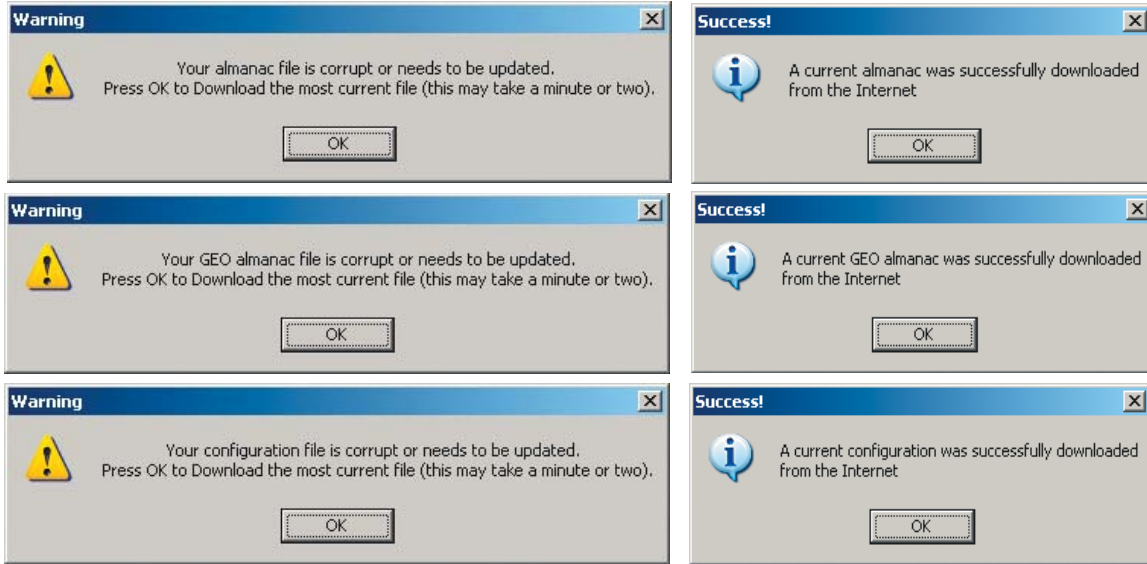 Warning
Your almanac file is corrupt or needs to be updated.
Press OK to Download the most current file (this may take a minute or two).
OK
Success!
A current almanac was successfully downloaded
from the Internet
OK
Warning
Your GEO almanac file is corrupt or needs to be updated.
Press OK to Download the most current file (this may take a minute or two).
OK
Success!
A current GEO almanac was successfully downloaded
from the Internet
OK
Warning
Your configuration file is corrupt or needs to be updated.
Press OK to Download the most current file (this may take a minute or two).
OK
Success!
A current configuration was successfully downloaded
from the Internet
OK